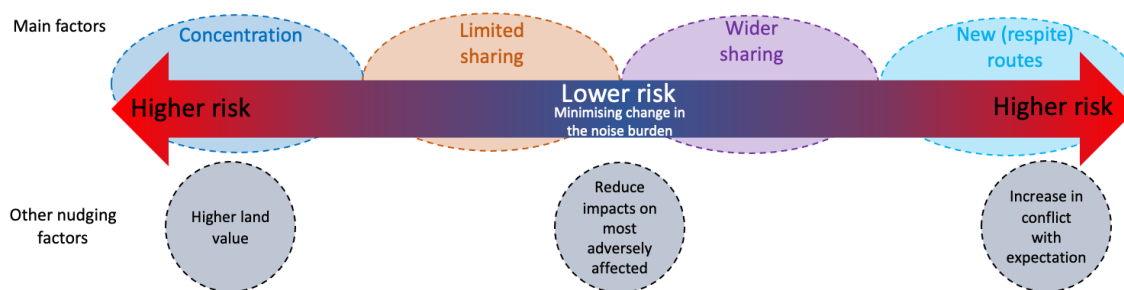 Main factors
Concentration
Limited
sharing
Wider
sharing
New (respite)
routes
Higher risk
Lower risk
Minimising change in
the noise burden
Higher risk
Other nudging
factors
Higher land
value
Reduce
impacts on
most
adversely
affected
Increase in
conflict
with
expectation